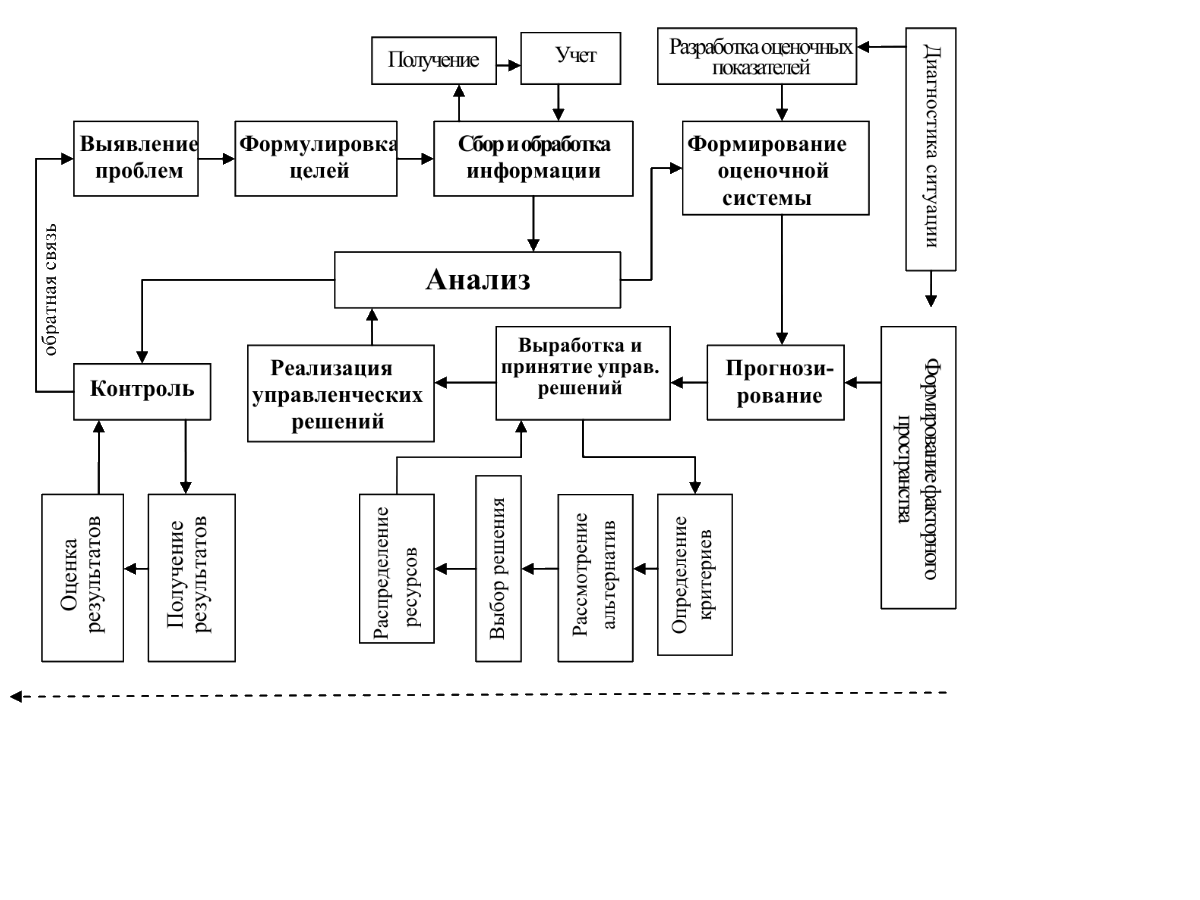 Получение
Учет
Разработка оценочных
показателей
Диагностика ситуации
Выявление
проблем
Формулировка
целей
Сбор и обработка
информации
Формирование
оценочной
системы
обратная связь
Анализ
Контроль
Реализация
управленческих
решений
Выработка и
принятие управ.
решений
Прогнози-
рование
Формирование факторного
пространства
Оценка
результатов
Получение
результатов
Распределение
ресурсов
Выбор решения
Рассмотрение
альтернатив
Определение
критериев